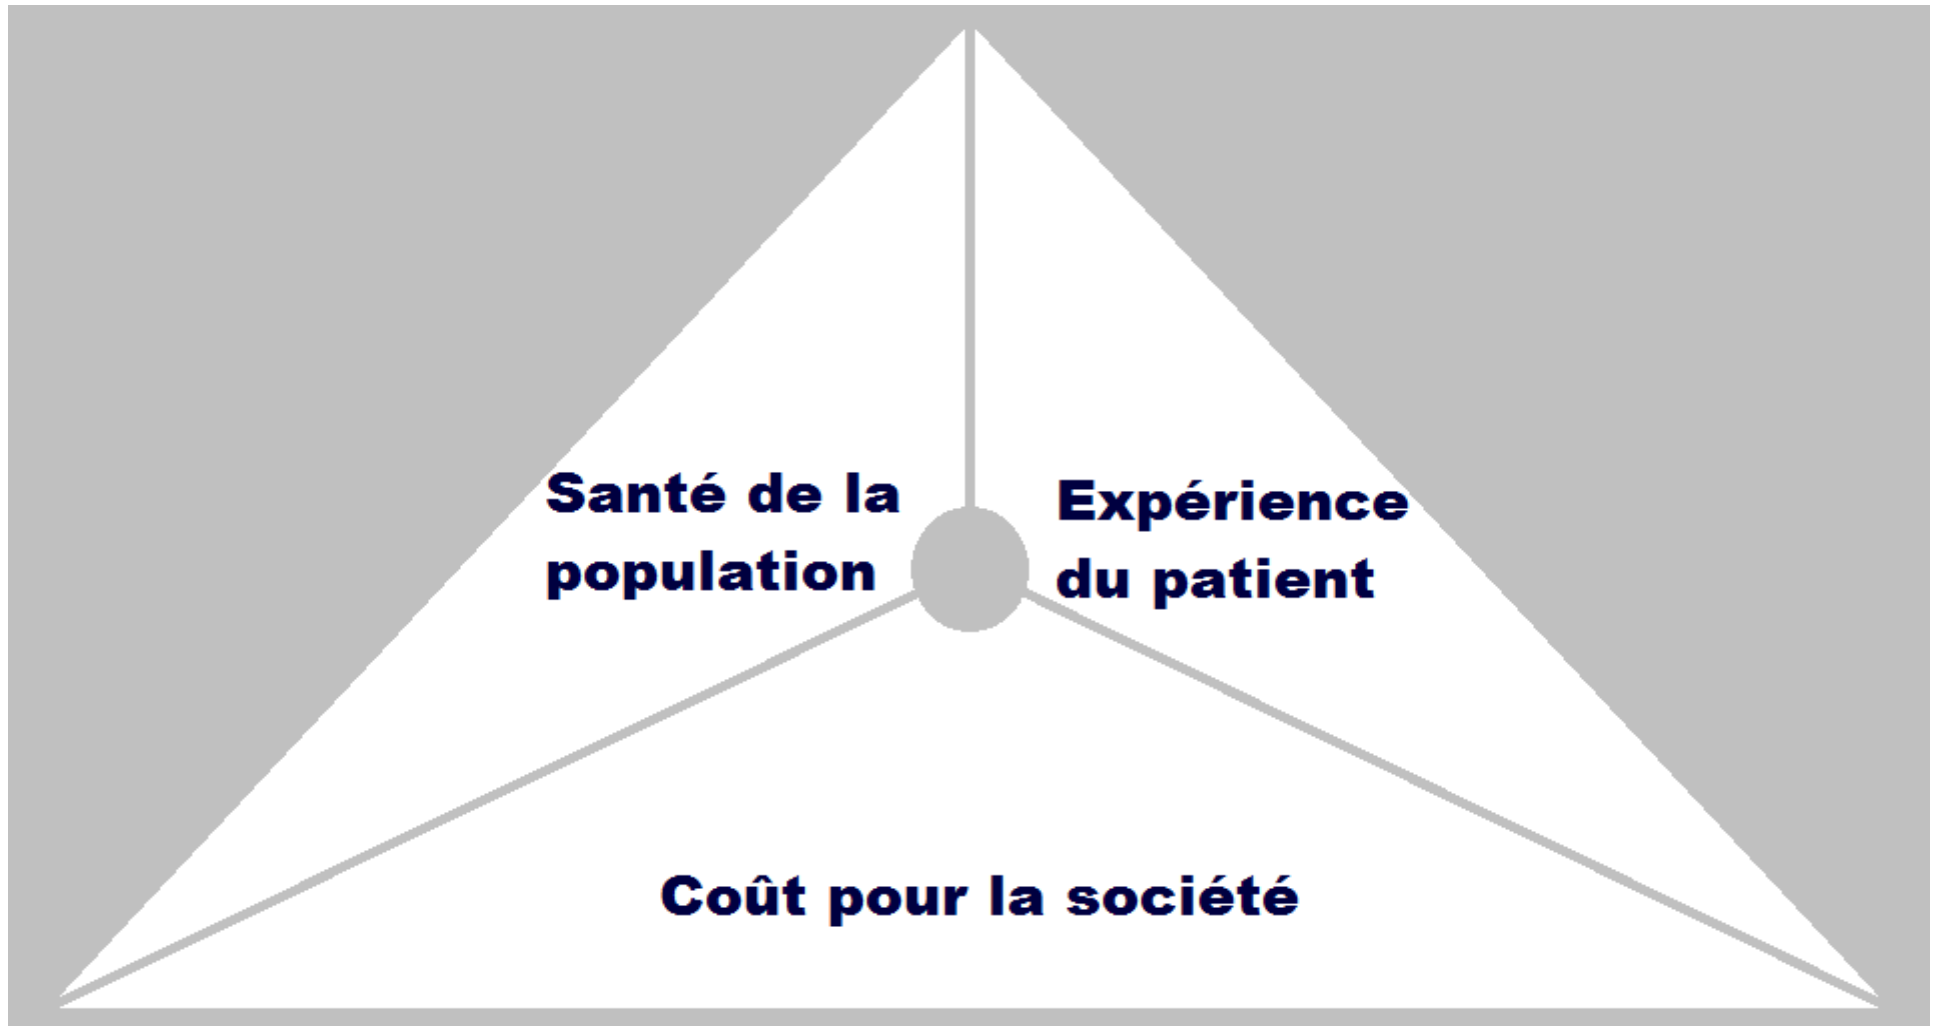 Santé de la
population
Expérience
du patient
Coût pour la société